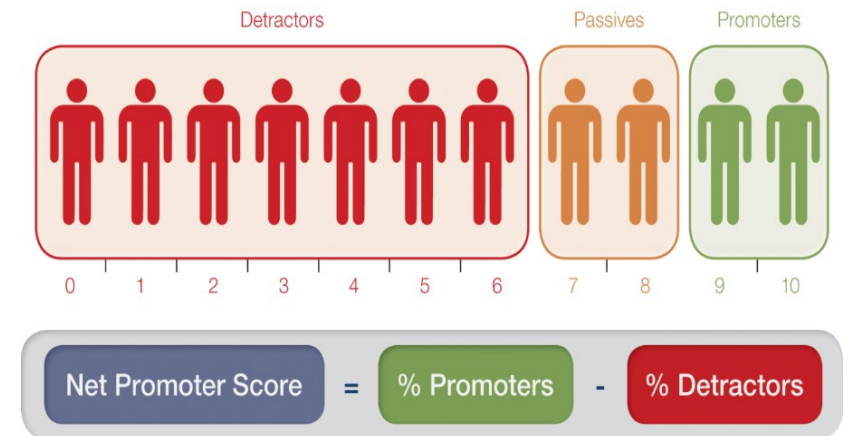 Detractors Passives Promoters
0 1 2 3 4 5 6 7 8 9 10
Net Promoter Score = % Promoters - % Detractors